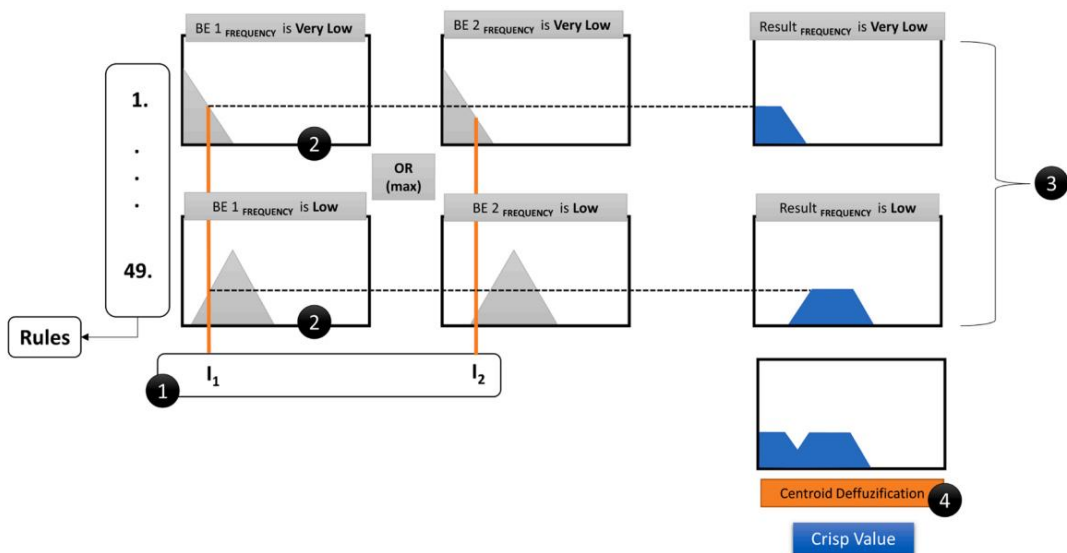 BE 1 FREQUENCY is Very Low
BE 2 FREQUENCY is Very Low
Result FREQUENCY is Very Low
1.
.
.
.
.
49.
2
OR
(max)
3
BE 1 FREQUENCY is Low
BE 2 FREQUENCY is Low
Result FREQUENCY is Low
2
Rules
1
I1
I2
Centroid Deffuzification
4
Crisp Value